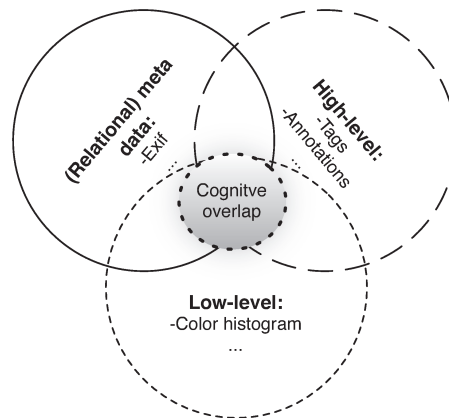 (Relational) meta
data:
-Exif
...
High-level:
-Tags
-Annotations
...
Cognitve
overlap
Low-level:
-Color histogram
...